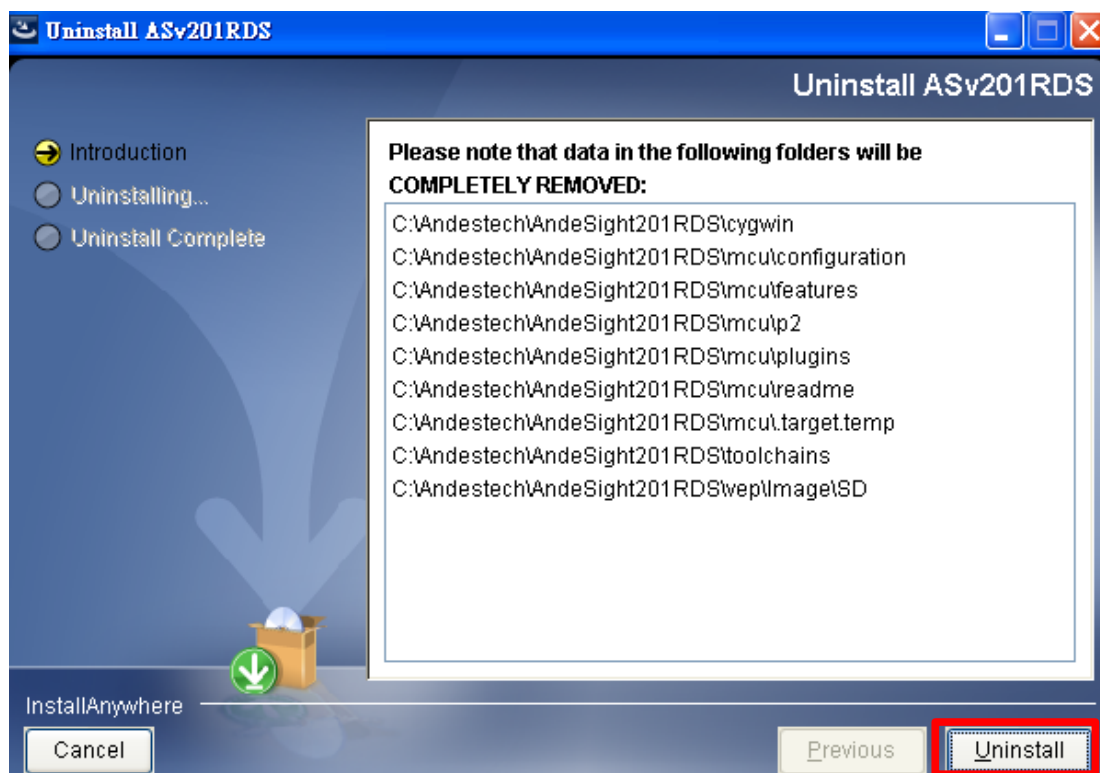 Uninstall ASv201RDS
Uninstall ASv201RDS
Introduction
Uninstalling...
Uninstall Complete
Please note that data in the following folders will be
COMPLETELY REMOVED:
C:\Andestech\AndeSight201RDS\cygwin
C:\Andestech\AndeSight201RDS\mcu\configuration
C:\Andestech\AndeSight201RDS\mcu\features
C:\Andestech\AndeSight201RDS\mcu\p2
C:\Andestech\AndeSight201RDS\mcu\plugins
C:\Andestech\AndeSight201RDS\mcu\readme
C:\Andestech\AndeSight201RDS\mcu\.target.temp
C:\Andestech\AndeSight201RDS\toolchains
C:\Andestech\AndeSight201RDS\vep\Image\SD
InstallAnywhere
Cancel
Previous
Uninstall